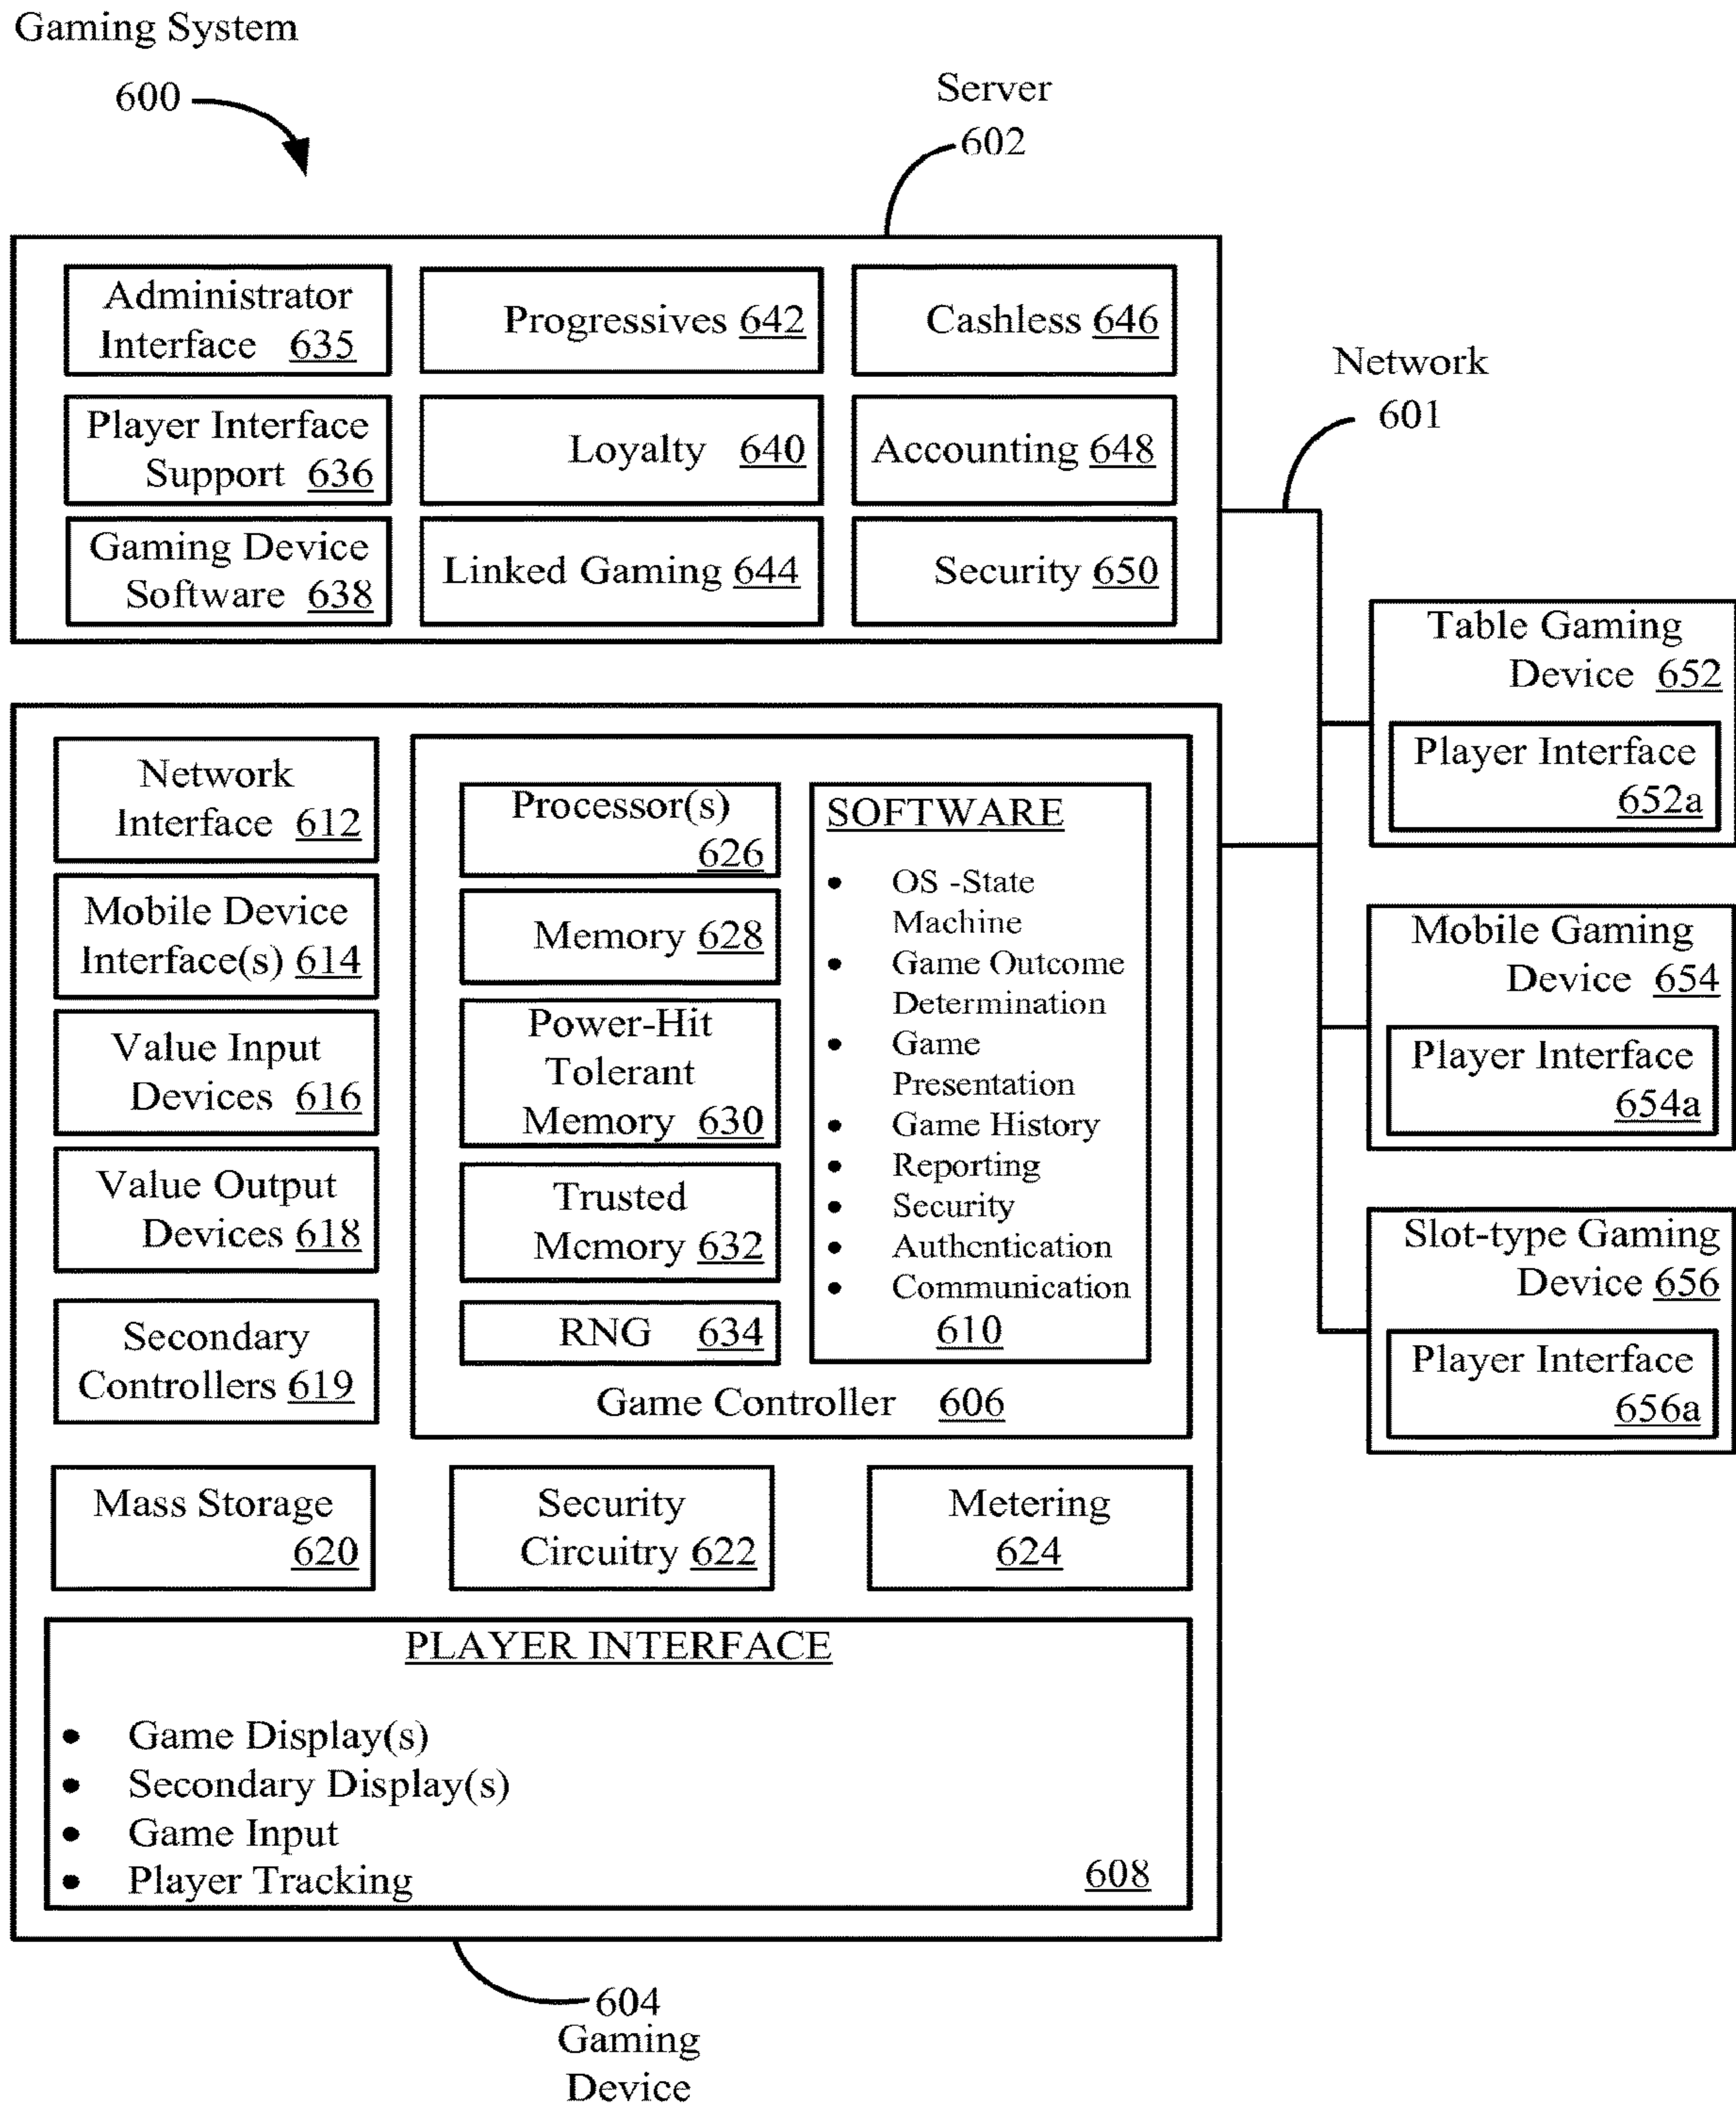 Gaming System
600
Server
602
Administrator
Interface 635
Progressives 642
Cashless 646
Player Interface
Support 636
Loyalty 640
Accounting 648
Gaming Device
Software 638
Linked Gaming 644
Security 650
Network
601
Table Gaming
Device 652
Player Interface
652a
Mobile Gaming
Device 654
Player Interface
654a
Slot-type Gaming
Device 656
Player Interface
656a
Network
Interface 612
Mobile Device
Interface(s) 614
Value Input
Devices 616
Value Output
Devices 618
Secondary
Controllers 619
Processor(s)
626
Memory 628
Power-Hit
Tolerant
Memory 630
Trusted
Memory 632
RNG 634
SOFTWARE
• OS -State
Machine
• Game Outcome
Determination
• Game
Presentation
• Game History
• Reporting
• Security
• Authentication
• Communication
610
Game Controller 606
Mass Storage
620
Security
Circuitry 622
Metering
624
PLAYER INTERFACE
• Game Display(s)
• Secondary Display(s)
• Game Input
• Player Tracking
608
604
Gaming
Device